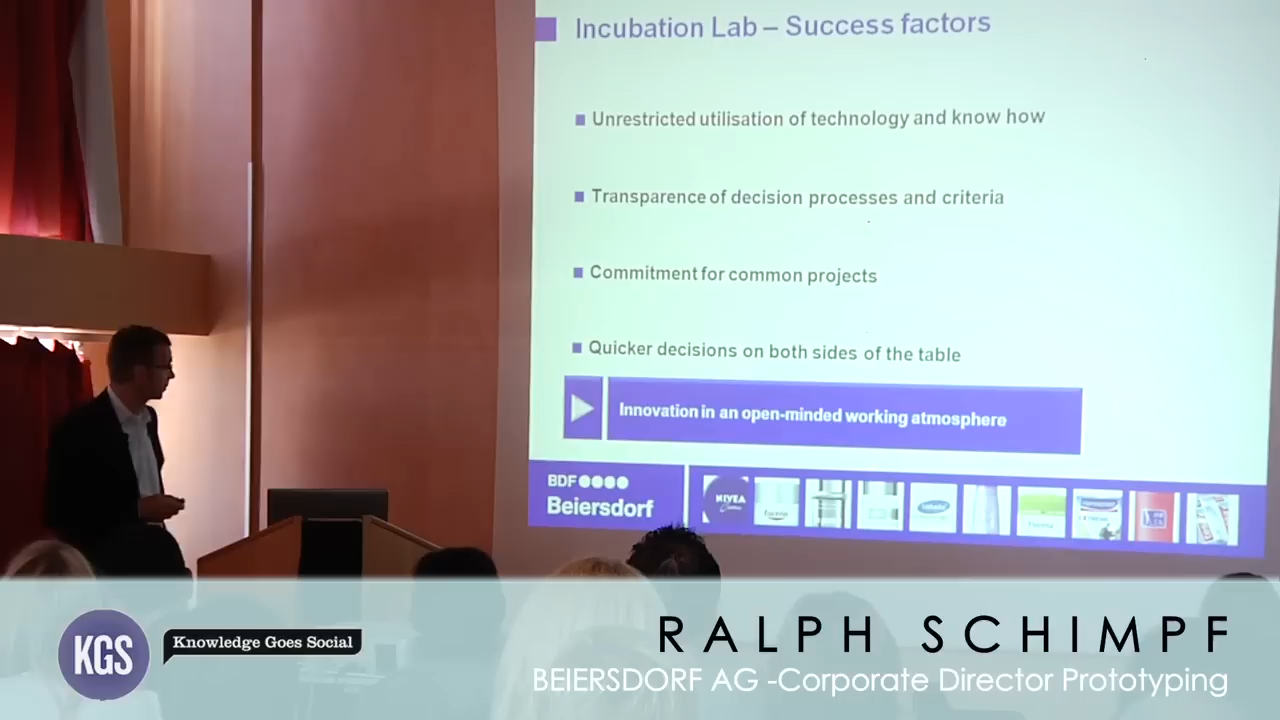 Incubation Lab – Success factors
Unrestricted utilisation of technology and know how
Transparence of decision processes and criteria
Commitment for common projects
Quicker decisions on both sides of the table
Innovation in an open-minded working atmosphere
BDF
Beiersdorf
NIVEA
KGS
Knowledge Goes Social
RALPH SCHIMPF
BEIERSDORF AG -Corporate Director Prototyping